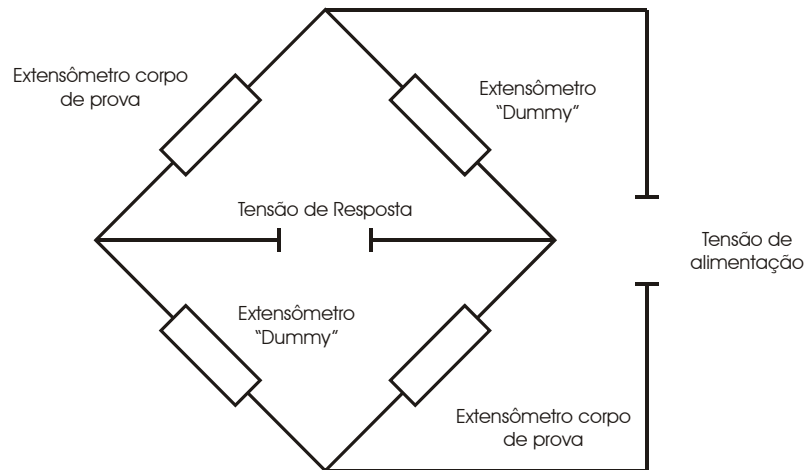 Extensômetro corpo
de prova
Extensômetro
“Dummy”
Tensão de Resposta
Tensão de
alimentação
Extensômetro
“Dummy”
Extensômetro corpo
de prova